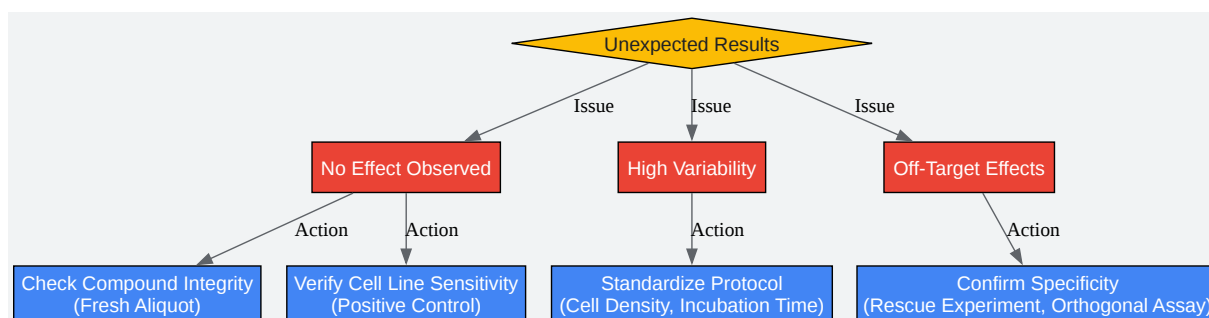 Unexpected Results
Issue
Issue
Issue
No Effect Observed
High Variability
Off-Target Effects
Action
Action
Action
Action
Check Compound Integrity
(Fresh Aliquot)
Verify Cell Line Sensitivity
(Positive Control)
Standardize Protocol
(Cell Density, Incubation Time)
Confirm Specificity
(Rescue Experiment, Orthogonal Assay)